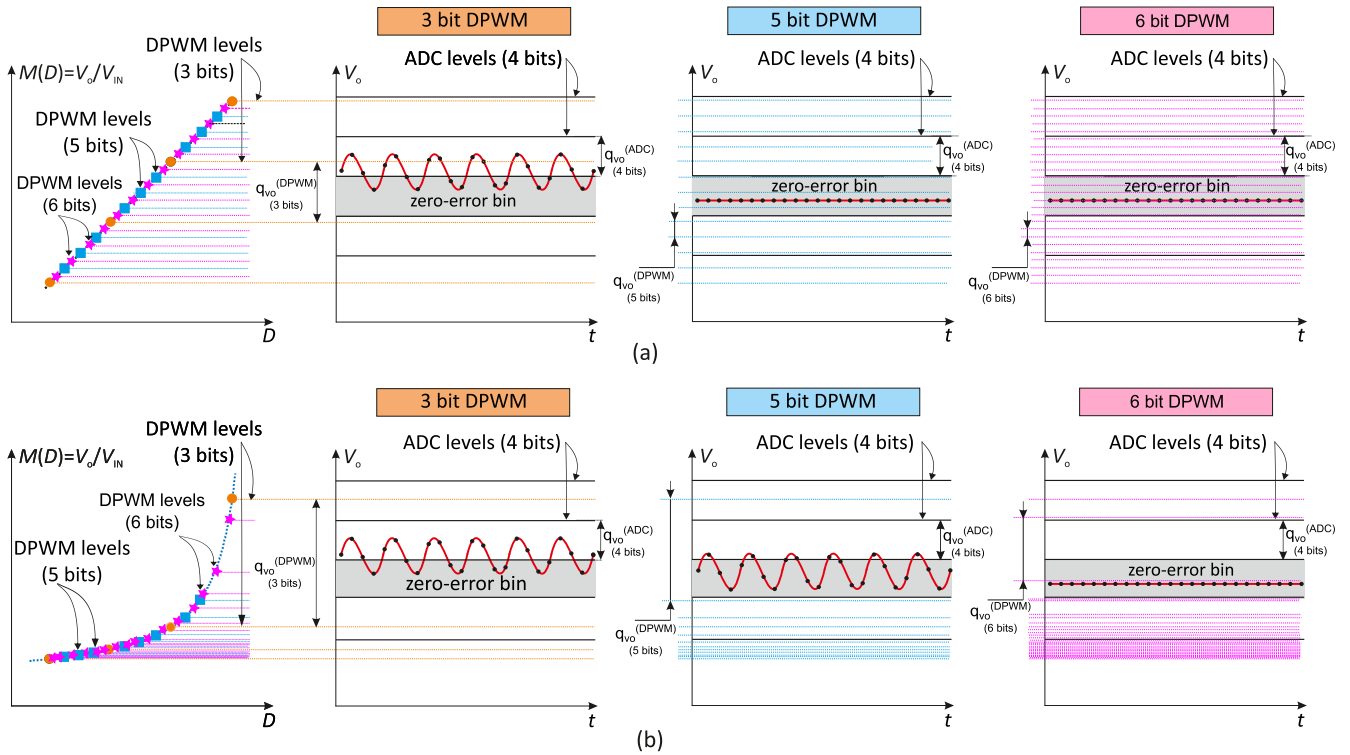 3 bit DPWM
5 bit DPWM
6 bit DPWM
DPWM levels
(3 bits)
M(D)=Vo/VIN
DPWM levels
(5 bits)
DPWM levels
(6 bits)
D
Vo
ADC levels (4 bits)
qvo(ADC)
(4 bits)
qvo(DPWM)
(3 bits)
zero-error bin
t
Vo
ADC levels (4 bits)
qvo(ADC)
(4 bits)
zero-error bin
qvo(DPWM)
(5 bits)
t
Vo
ADC levels (4 bits)
qvo(ADC)
(4 bits)
zero-error bin
qvo(DPWM)
(6 bits)
t
(a)
3 bit DPWM
5 bit DPWM
6 bit DPWM
DPWM levels
(3 bits)
M(D)=Vo/VIN
DPWM levels
(6 bits)
DPWM levels
(5 bits)
D
Vo
ADC levels (4 bits)
qvo(ADC)
(4 bits)
qvo(DPWM)
(3 bits)
zero-error bin
t
Vo
ADC levels (4 bits)
qvo(ADC)
(4 bits)
qvo(DPWM)
(5 bits)
t
Vo
ADC levels (4 bits)
qvo(ADC)
(4 bits)
zero-error bin
qvo(DPWM)
(6 bits)
t
(b)